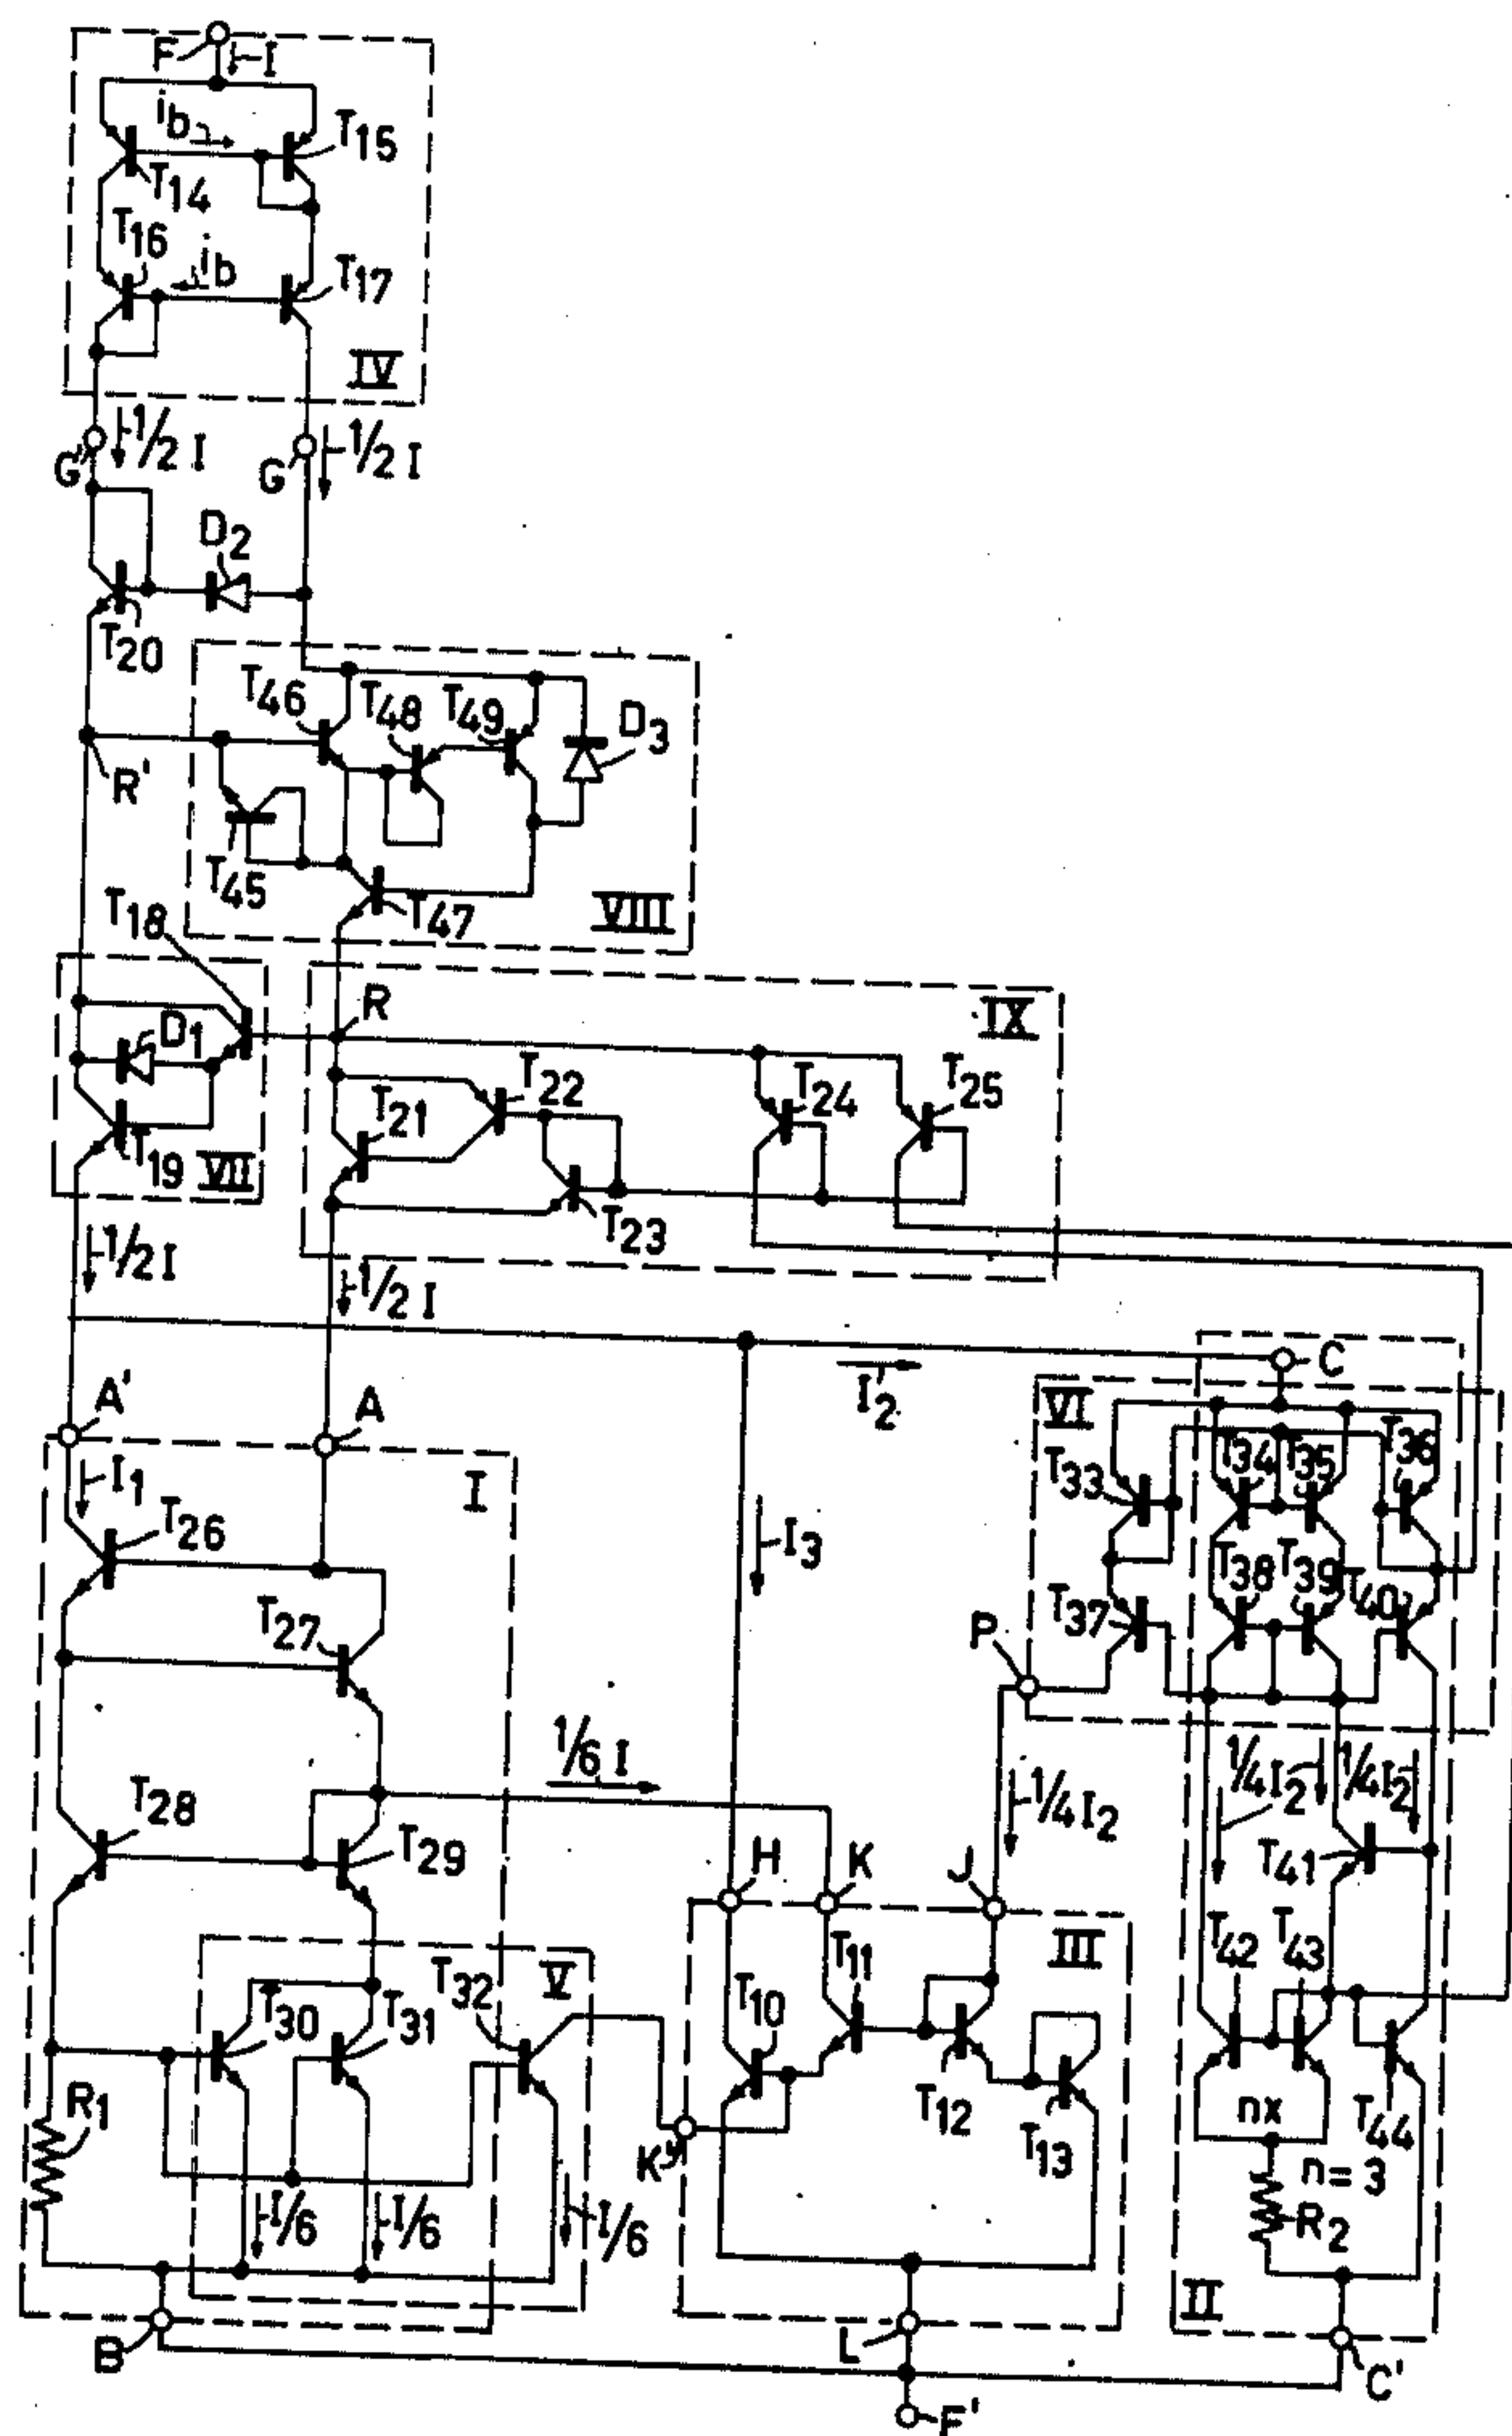 F
I
i_b
T15
T14
T16
i_b
T17
IV
1/2 I
1/2 I
G'
G
D2
T20
T46
T48
T49
D3
R'
T45
T47
VIII
T18
R
IX
D1
T22
T24
T25
T21
T19
VII
T23
1/2 I
1/2 I
C
I'2
A'
A
VI
I1
I
T33
T34
T35
T36
T26
I3
T38
T39
T40
T37
T27
P
1/6 I
1/4 I2
1/4 I2
1/4 I2
T28
T29
H
K
J
T41
T42
T43
V
T32
T11
III
T30
T31
T10
R1
T12
T13
nx
T44
K'
n=3
R2
I/6
I/6
I/6
II
B
L
C'
F'